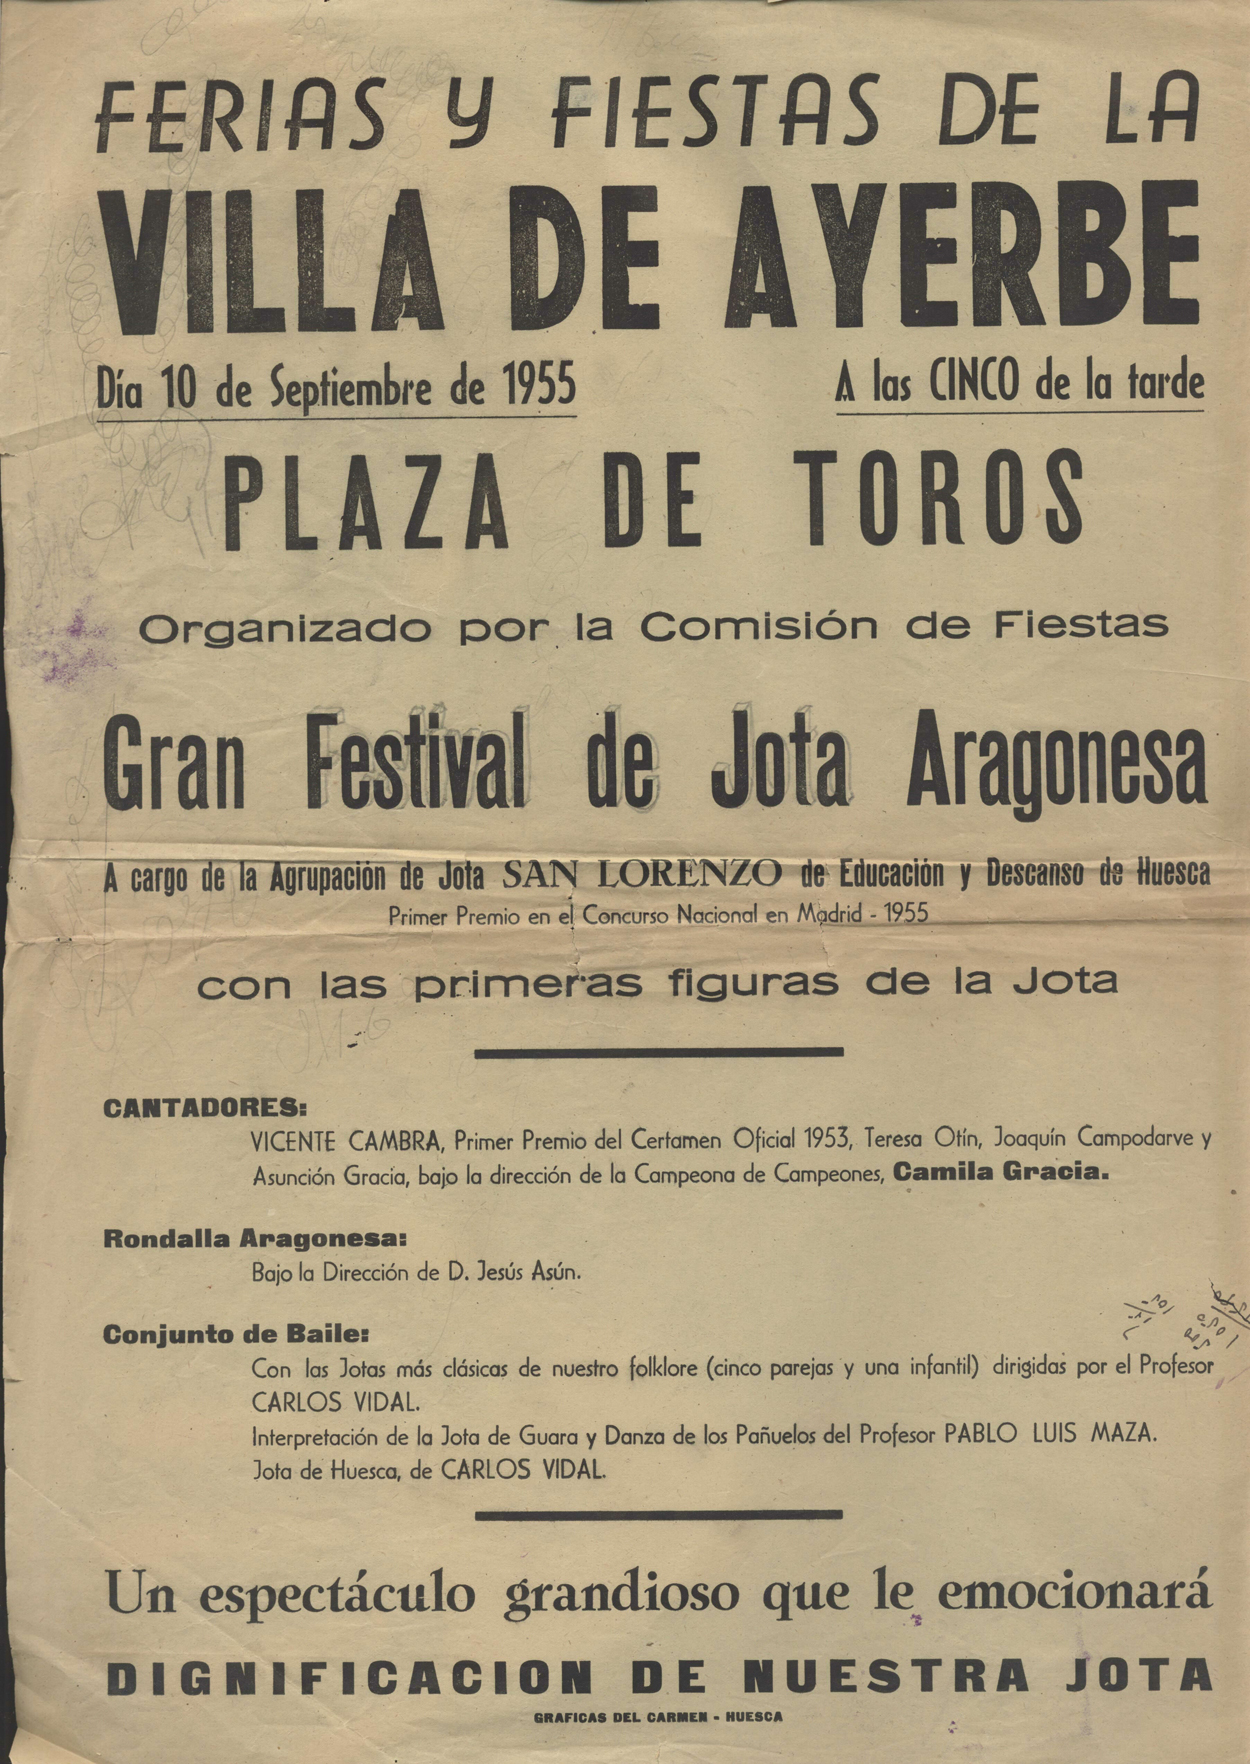 FERIAS Y FIESTAS DE LA
VILLA DE AYERBE
Día 10 de Septiembre de 1955
A las CINCO de la tarde
PLAZA DE TOROS
Organizado por la Comisión de Fiestas
Gran Festival de Jota Aragonesa
A cargo de la Agrupación de Jota SAN LORENZO de Educación y Descanso de Huesca
Primer Premio en el Concurso Nacional en Madrid - 1955
con las primeras figuras de la Jota
CANTADORES:
VICENTE CAMBRA, Primer Premio del Certamen Oficial 1953, Teresa Otín, Joaquín Campodarve y
Asunción Gracia, bajo la dirección de la Campeona de Campeones, Camila Gracia.
Rondalla Aragonesa:
Bajo la Dirección de D. Jesús Asún.
Conjunto de Baile:
Con las Jotas más clásicas de nuestro folklore (cinco parejas y una infantil) dirigidas por el Profesor
CARLOS VIDAL.
Interpretación de la Jota de Guara y Danza de los Pañuelos del Profesor PABLO LUIS MAZA.
Jota de Huesca, de CARLOS VIDAL.
Un espectáculo grandioso que le emocionará
DIGNIFICACION DE NUESTRA JOTA
GRAFICAS DEL CARMEN - HUESCA